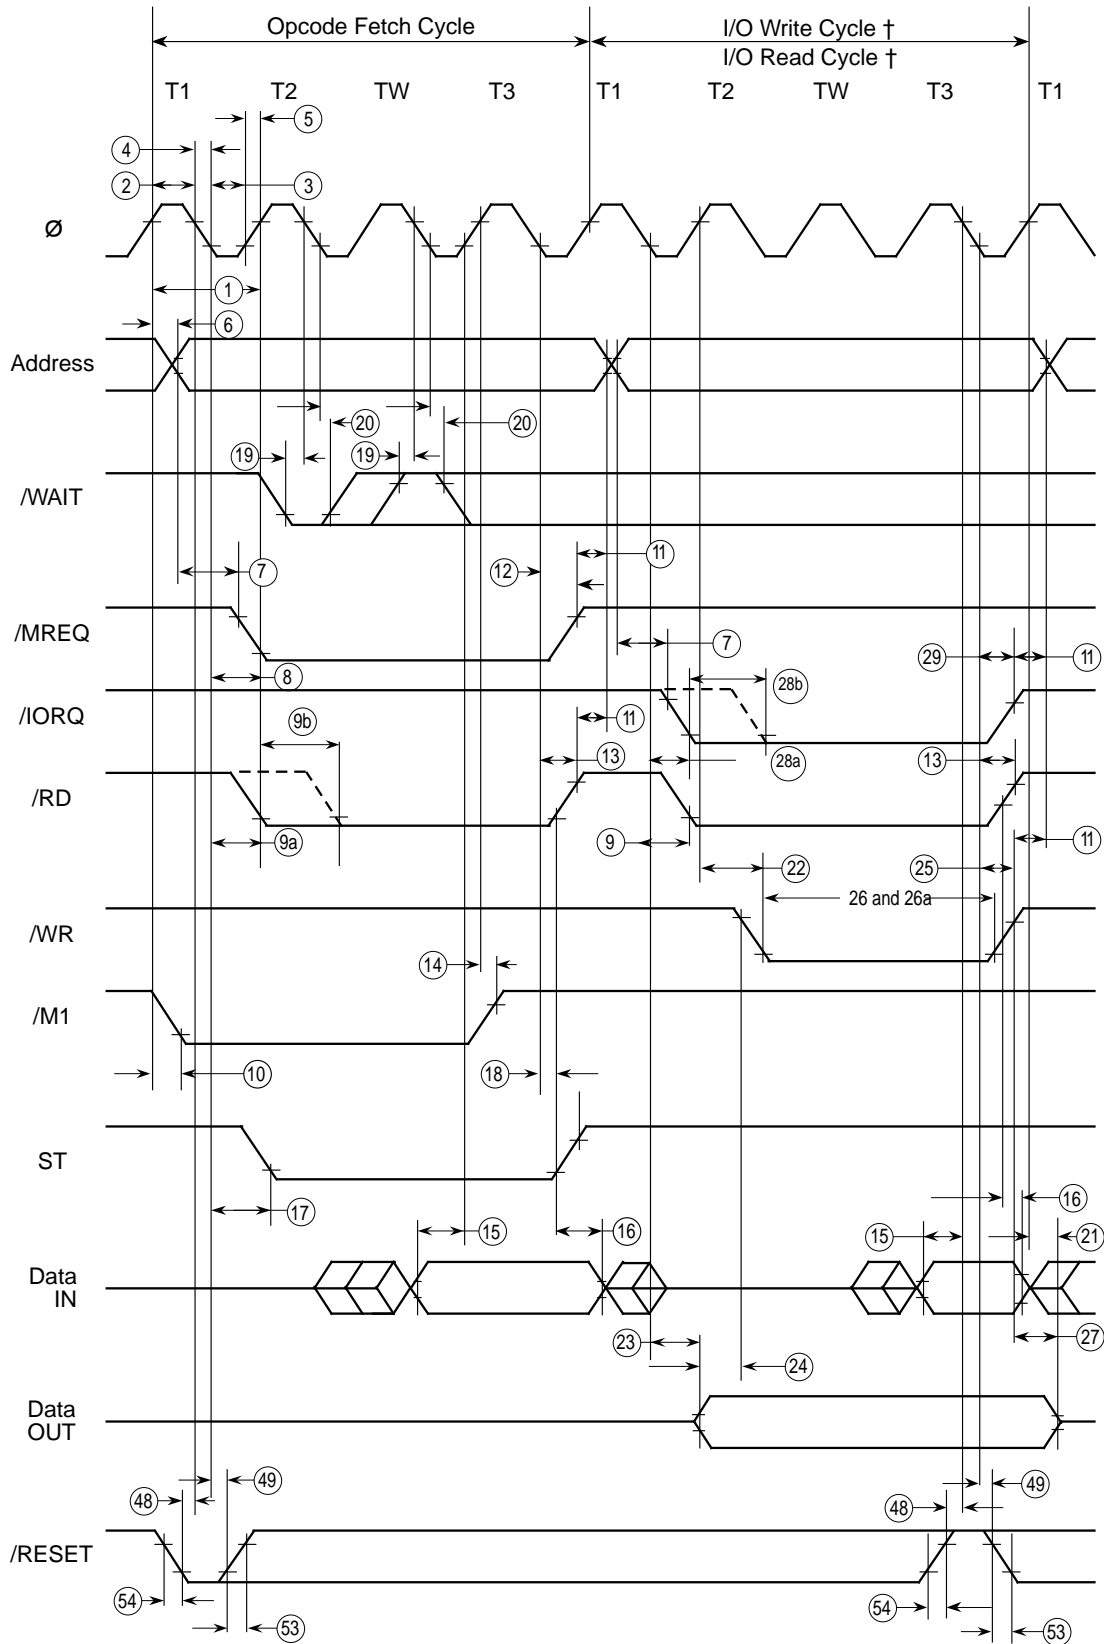 Opcode Fetch Cycle
I/O Write Cycle †
I/O Read Cycle †
T1 T2 TW T3 T1 T2 TW T3 T1
5
4
2 3
Ø
1
6
Address
20 20
19 19
/WAIT
11
7 12
/MREQ
7 29 11
8 28b
/IORQ
9b 11
13 28a 13
/RD
9a 9 11
22 25
26 and 26a
/WR
14
/M1
10 18
ST
16
17
15 16 15 21
Data
IN
23 27
24
Data
OUT
49 49
48 48
/RESET
54 54
53 53